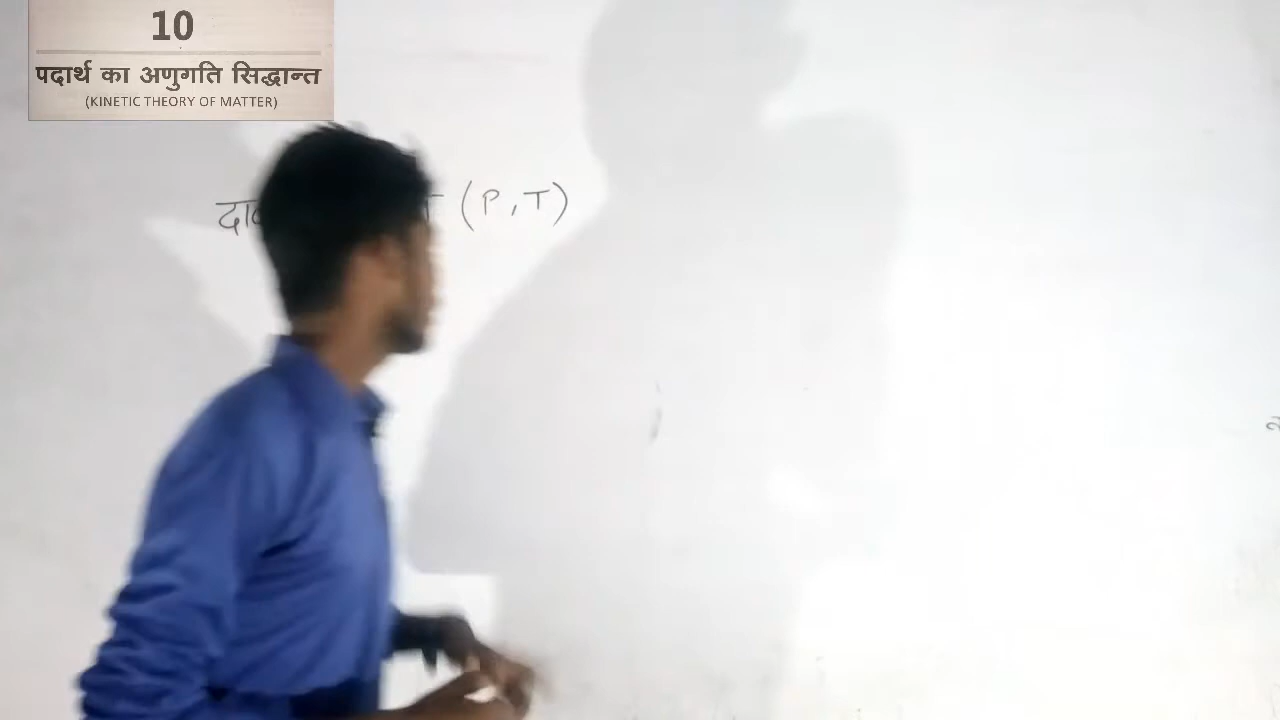 10
पदार्थ का अणुगति सिद्धान्त
(KINETIC THEORY OF MATTER)
(P,T)